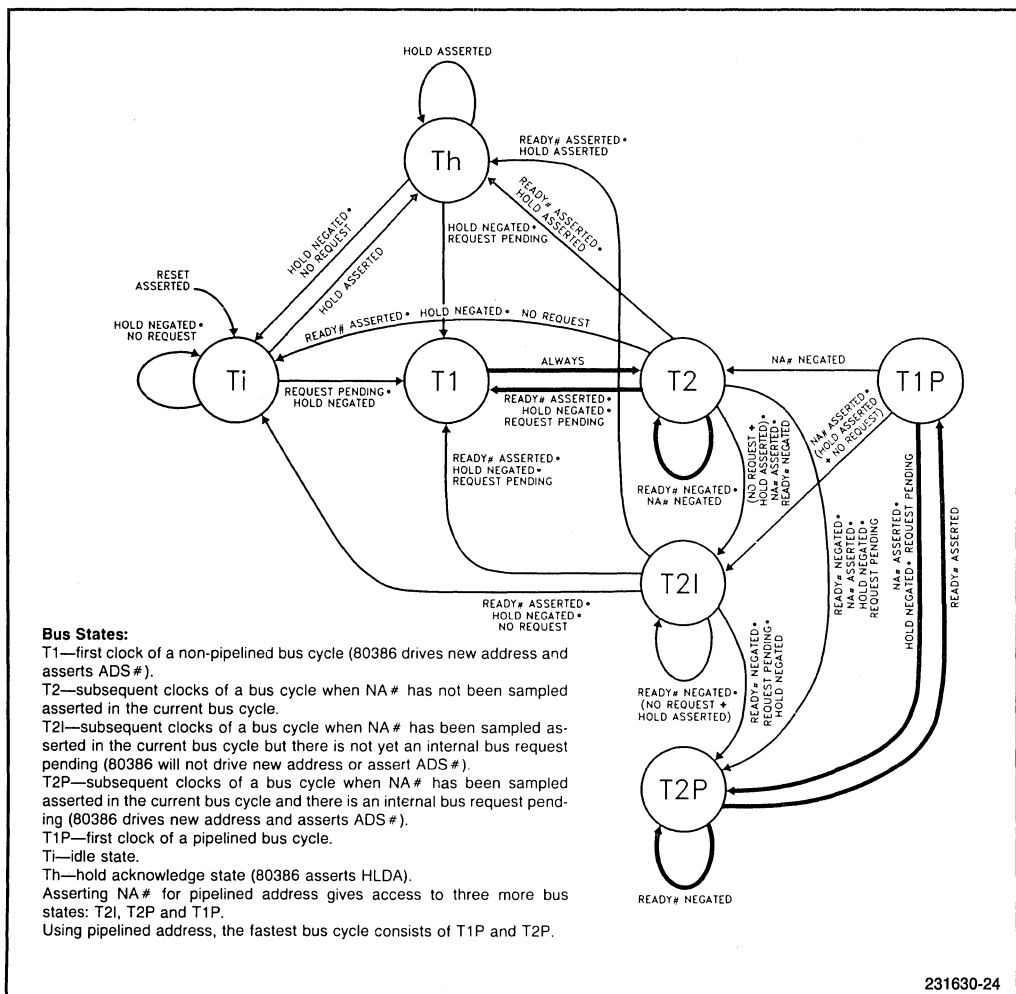 HOLD ASSERTED
Th
READY# ASSERTED•
HOLD ASSERTED
READY# ASSERTED•
HOLD ASSERTED
HOLD NEGATED•
REQUEST PENDING
HOLD NEGATED•
NO REQUEST
HOLD ASSERTED
RESET
ASSERTED
HOLD NEGATED•
NO REQUEST
READY# ASSERTED• HOLD NEGATED• NO REQUEST
Ti
REQUEST PENDING•
HOLD NEGATED
T1
ALWAYS
READY# ASSERTED•
HOLD NEGATED•
REQUEST PENDING
T2
NA# NEGATED
T1P
NA# ASSERTED•
(HOLD ASSERTED
+ NO REQUEST)
READY# NEGATED•
NA# NEGATED
(NO REQUEST +
HOLD ASSERTED)•
NA# ASSERTED•
READY# NEGATED
READY# ASSERTED•
HOLD NEGATED•
REQUEST PENDING
READY# NEGATED•
NA# ASSERTED•
HOLD NEGATED•
REQUEST PENDING
NA# ASSERTED•
HOLD NEGATED• REQUEST PENDING
READY# ASSERTED
T2I
READY# ASSERTED•
HOLD NEGATED•
NO REQUEST
READY# NEGATED•
(NO REQUEST +
HOLD ASSERTED)
READY# NEGATED•
REQUEST PENDING•
HOLD NEGATED
T2P
READY# NEGATED
Bus States:
T1—first clock of a non-pipelined bus cycle (80386 drives new address and
asserts ADS#).
T2—subsequent clocks of a bus cycle when NA# has not been sampled
asserted in the current bus cycle.
T2I—subsequent clocks of a bus cycle when NA# has been sampled as-
serted in the current bus cycle but there is not yet an internal bus request
pending (80386 will not drive new address or assert ADS#).
T2P—subsequent clocks of a bus cycle when NA# has been sampled
asserted in the current bus cycle and there is an internal bus request pend-
ing (80386 drives new address and asserts ADS#).
T1P—first clock of a pipelined bus cycle.
Ti—idle state.
Th—hold acknowledge state (80386 asserts HLDA).
Asserting NA# for pipelined address gives access to three more bus
states: T2I, T2P and T1P.
Using pipelined address, the fastest bus cycle consists of T1P and T2P.
231630-24